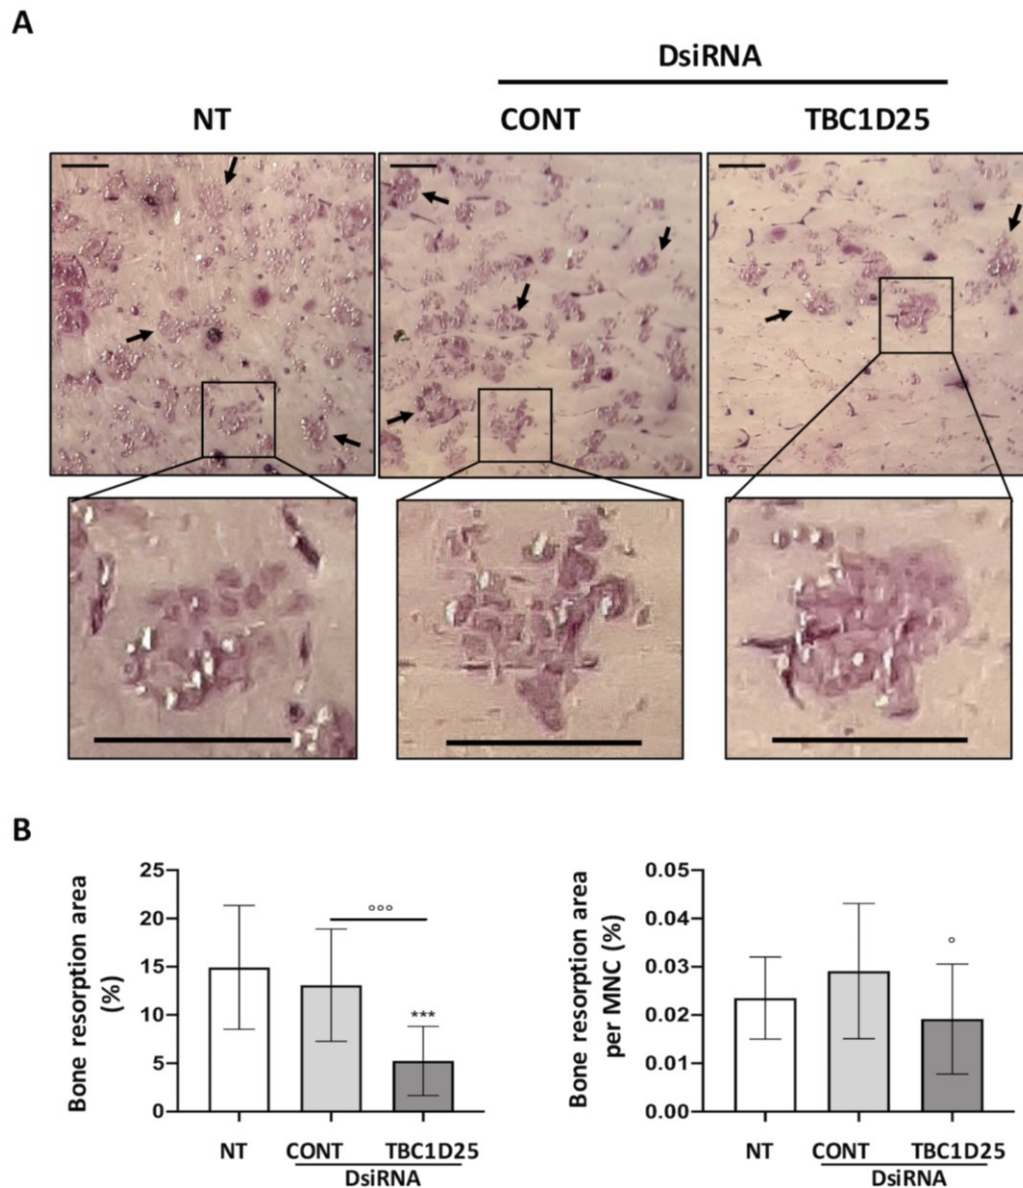 A
DsiRNA
NT CONT TBC1D25
B
Bone resorption area
(%)
25
20
15
10
5
0
°°°
***
NT CONT TBC1D25
DsiRNA
Bone resorption area
per MNC (%)
0.05
0.04
0.03
0.02
0.01
0.00
°
NT CONT TBC1D25
DsiRNA